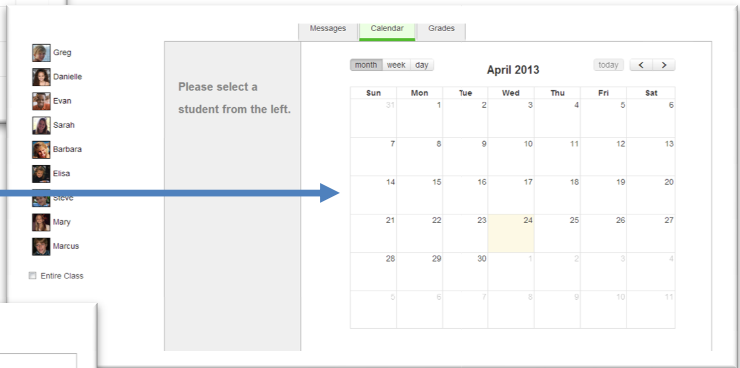 Messages Calendar Grades
Greg
Danielle
Evan
Sarah
Barbara
Elisa
Steve
Mary
Marcus
Entire Class
Please select a
student from the left.
month week day April 2013 today < >
Sun Mon Tue Wed Thu Fri Sat
31 1 2 3 4 5 6
7 8 9 10 11 12 13
14 15 16 17 18 19 20
21 22 23 24 25 26 27
28 29 30 1 2 3 4
5 6 7 8 9 10 11